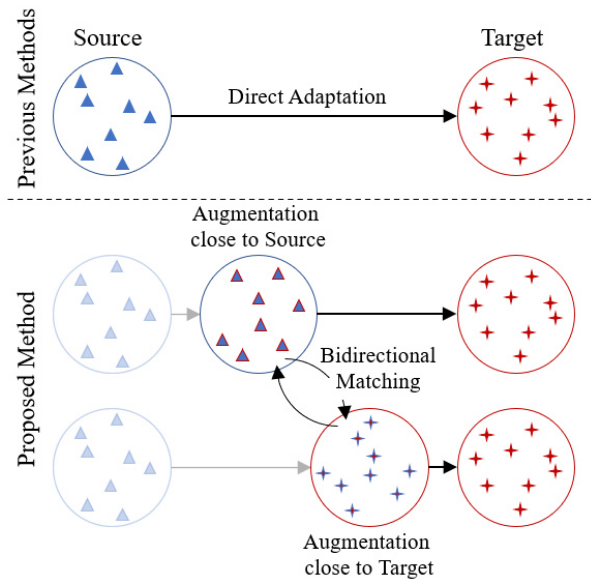 Previous Methods
Source
Target
Direct Adaptation
Proposed Method
Augmentation
close to Source
Bidirectional
Matching
Augmentation
close to Target